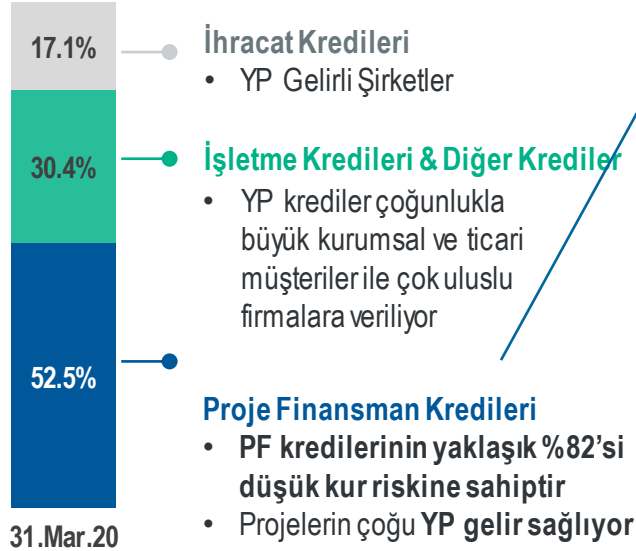 17.1%
İhracat Kredileri
• YP Gelirli Şirketler
30.4%
İşletme Kredileri & Diğer Krediler
• YP krediler çoğunlukla
büyük kurumsal ve ticari
müşteriler ile çok uluslu
firmalara veriliyor
52.5%
Proje Finansman Kredileri
• PF kredilerinin yaklaşık %82’si
düşük kur riskine sahiptir
• Projelerin çoğu YP gelir sağlıyor
31.Mar.20